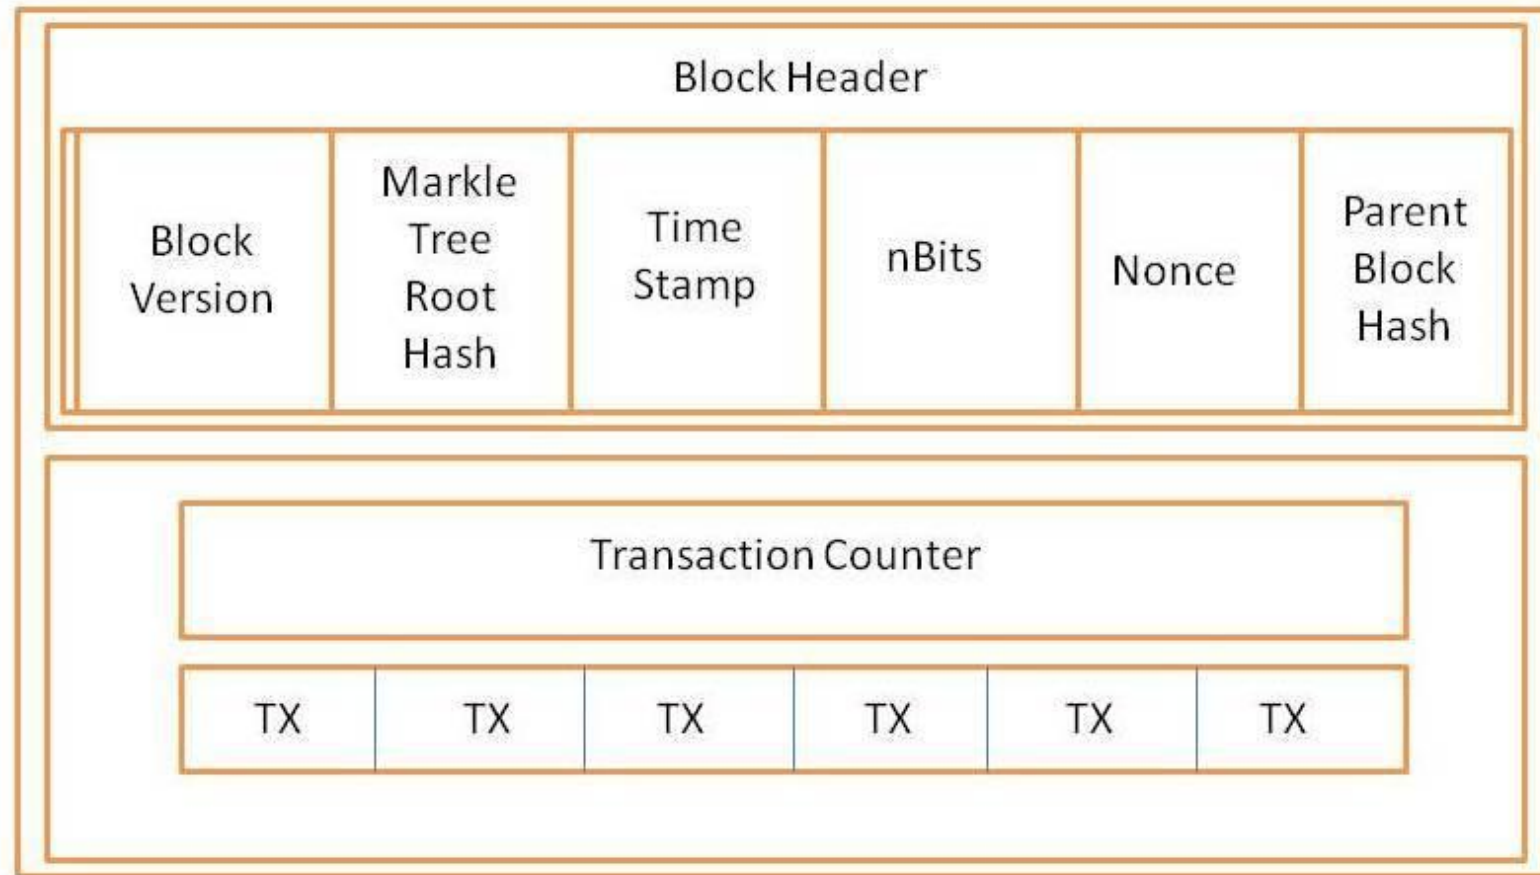 Block Header
Block
Version
Markle
Tree
Root
Hash
Time
Stamp
nBits
Nonce
Parent
Block
Hash
Transaction Counter
TX TX TX TX TX TX